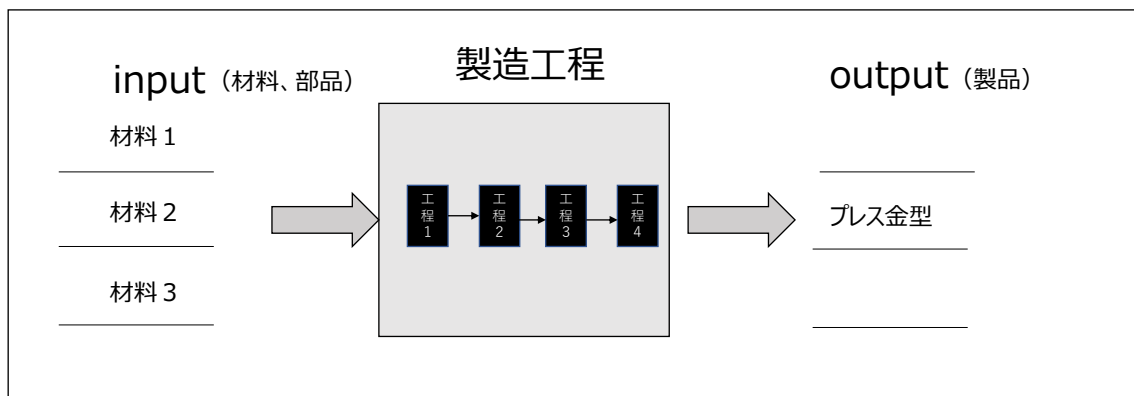 製造工程
input（材料、部品）
output（製品）
材料１
材料２
材料３
工程1
工程2
工程3
工程4
プレス金型